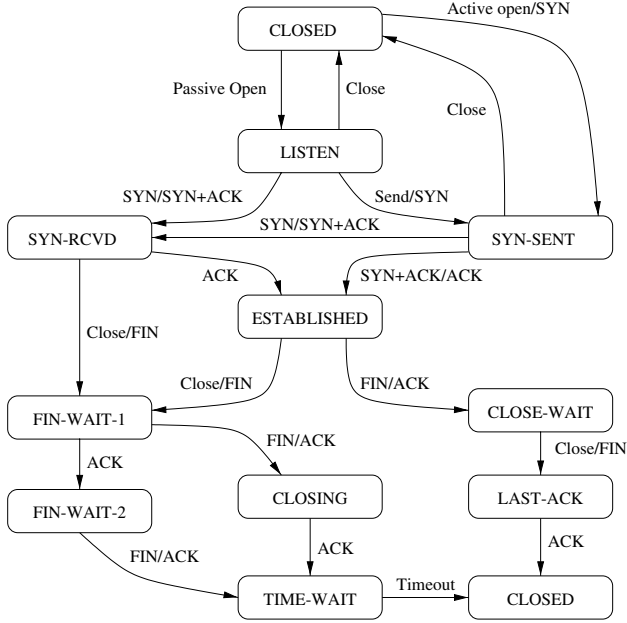 Active open/SYN
CLOSED
Passive Open
Close
Close
LISTEN
SYN/SYN+ACK
Send/SYN
SYN/SYN+ACK
SYN-RCVD
SYN-SENT
ACK
SYN+ACK/ACK
ESTABLISHED
Close/FIN
Close/FIN
FIN/ACK
FIN-WAIT-1
CLOSE-WAIT
FIN/ACK
Close/FIN
ACK
FIN-WAIT-2
CLOSING
LAST-ACK
FIN/ACK
ACK
ACK
Timeout
TIME-WAIT
CLOSED